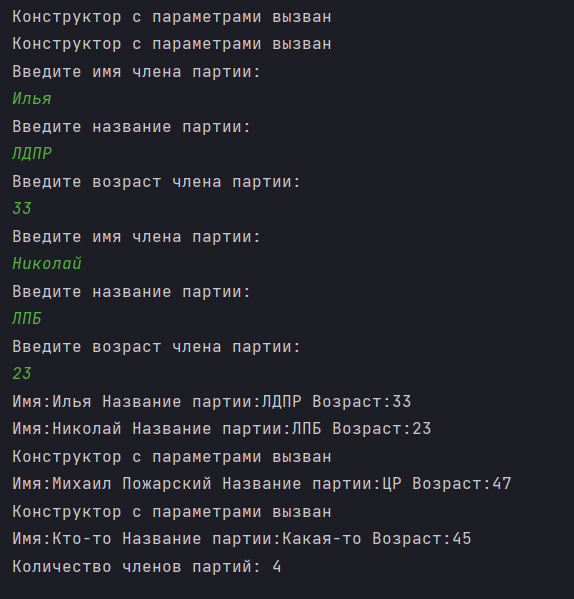 Конструктор с параметрами вызван
Конструктор с параметрами вызван
Введите имя члена партии:
Илья
Введите название партии:
ЛДПР
Введите возраст члена партии:
33
Введите имя члена партии:
Николай
Введите название партии:
ЛПБ
Введите возраст члена партии:
23
Имя:Илья Название партии:ЛДПР Возраст:33
Имя:Николай Название партии:ЛПБ Возраст:23
Конструктор с параметрами вызван
Имя:Михаил Пожарский Название партии:ЦР Возраст:47
Конструктор с параметрами вызван
Имя:Кто-то Название партии:Какая-то Возраст:45
Количество членов партий: 4